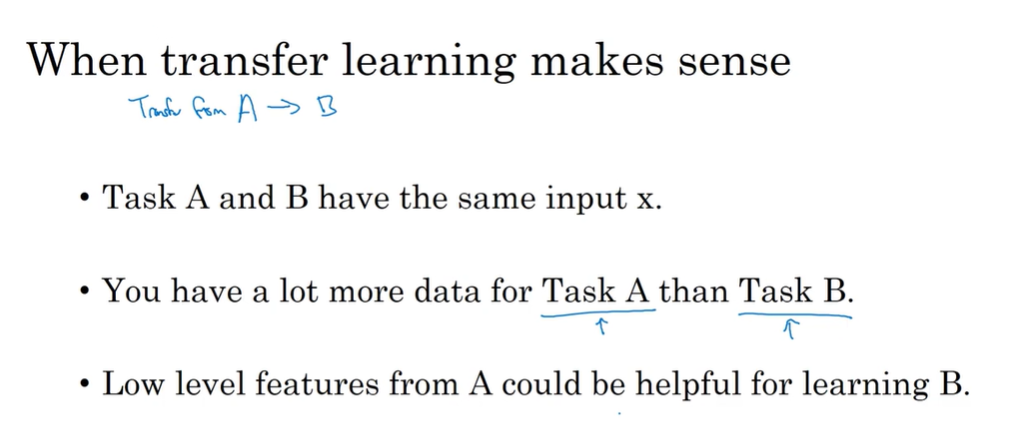 When transfer learning makes sense
Transfer from A → B
• Task A and B have the same input x.
• You have a lot more data for Task A than Task B.
↑ ↑
• Low level features from A could be helpful for learning B.